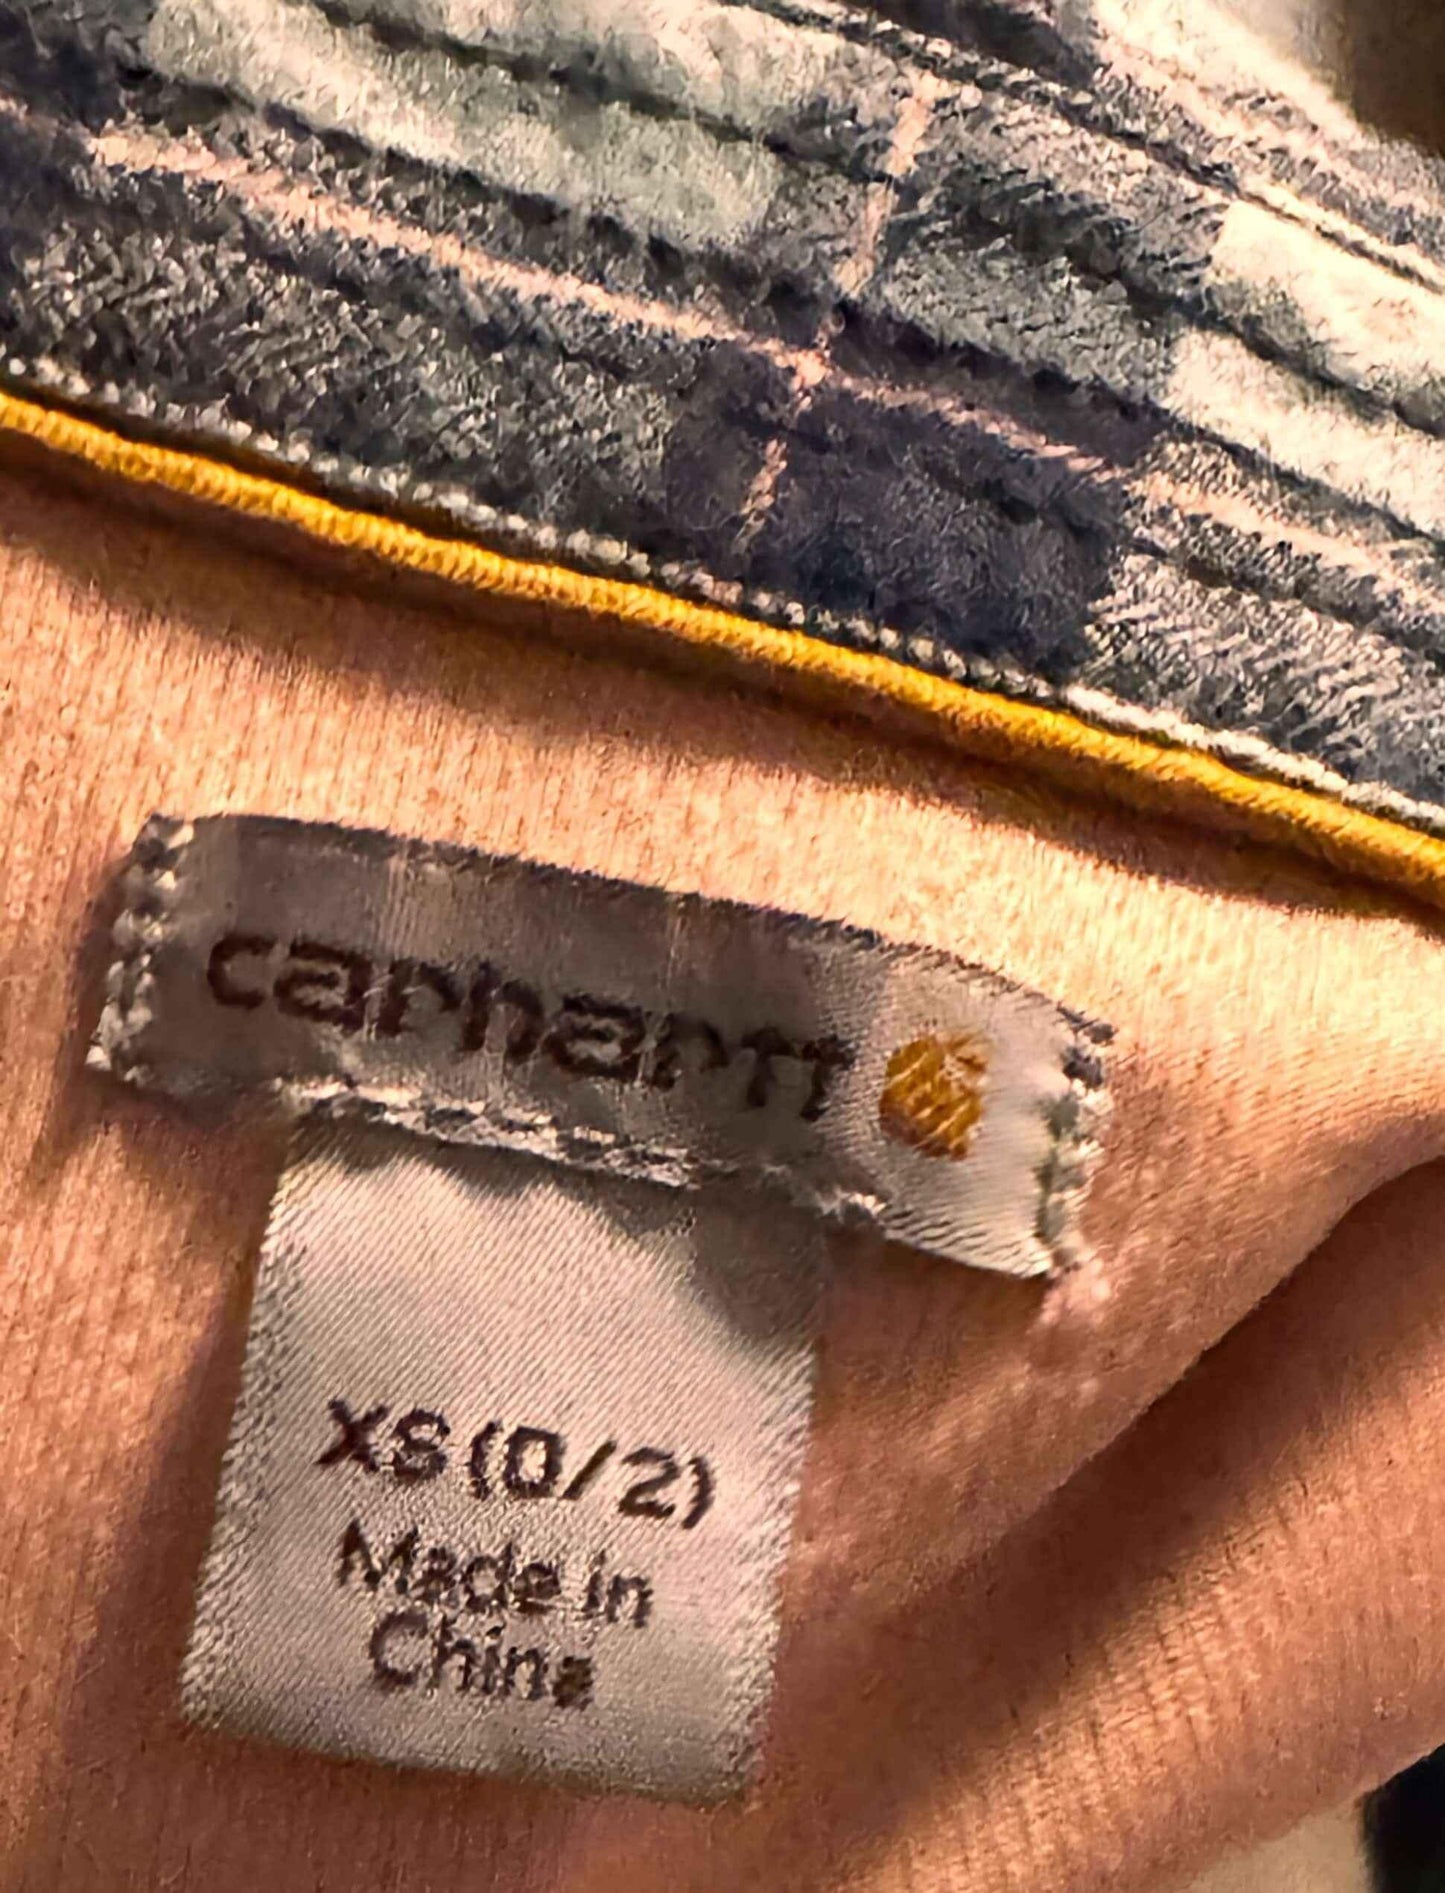 carhartt
XS (0/2)
Made in
China